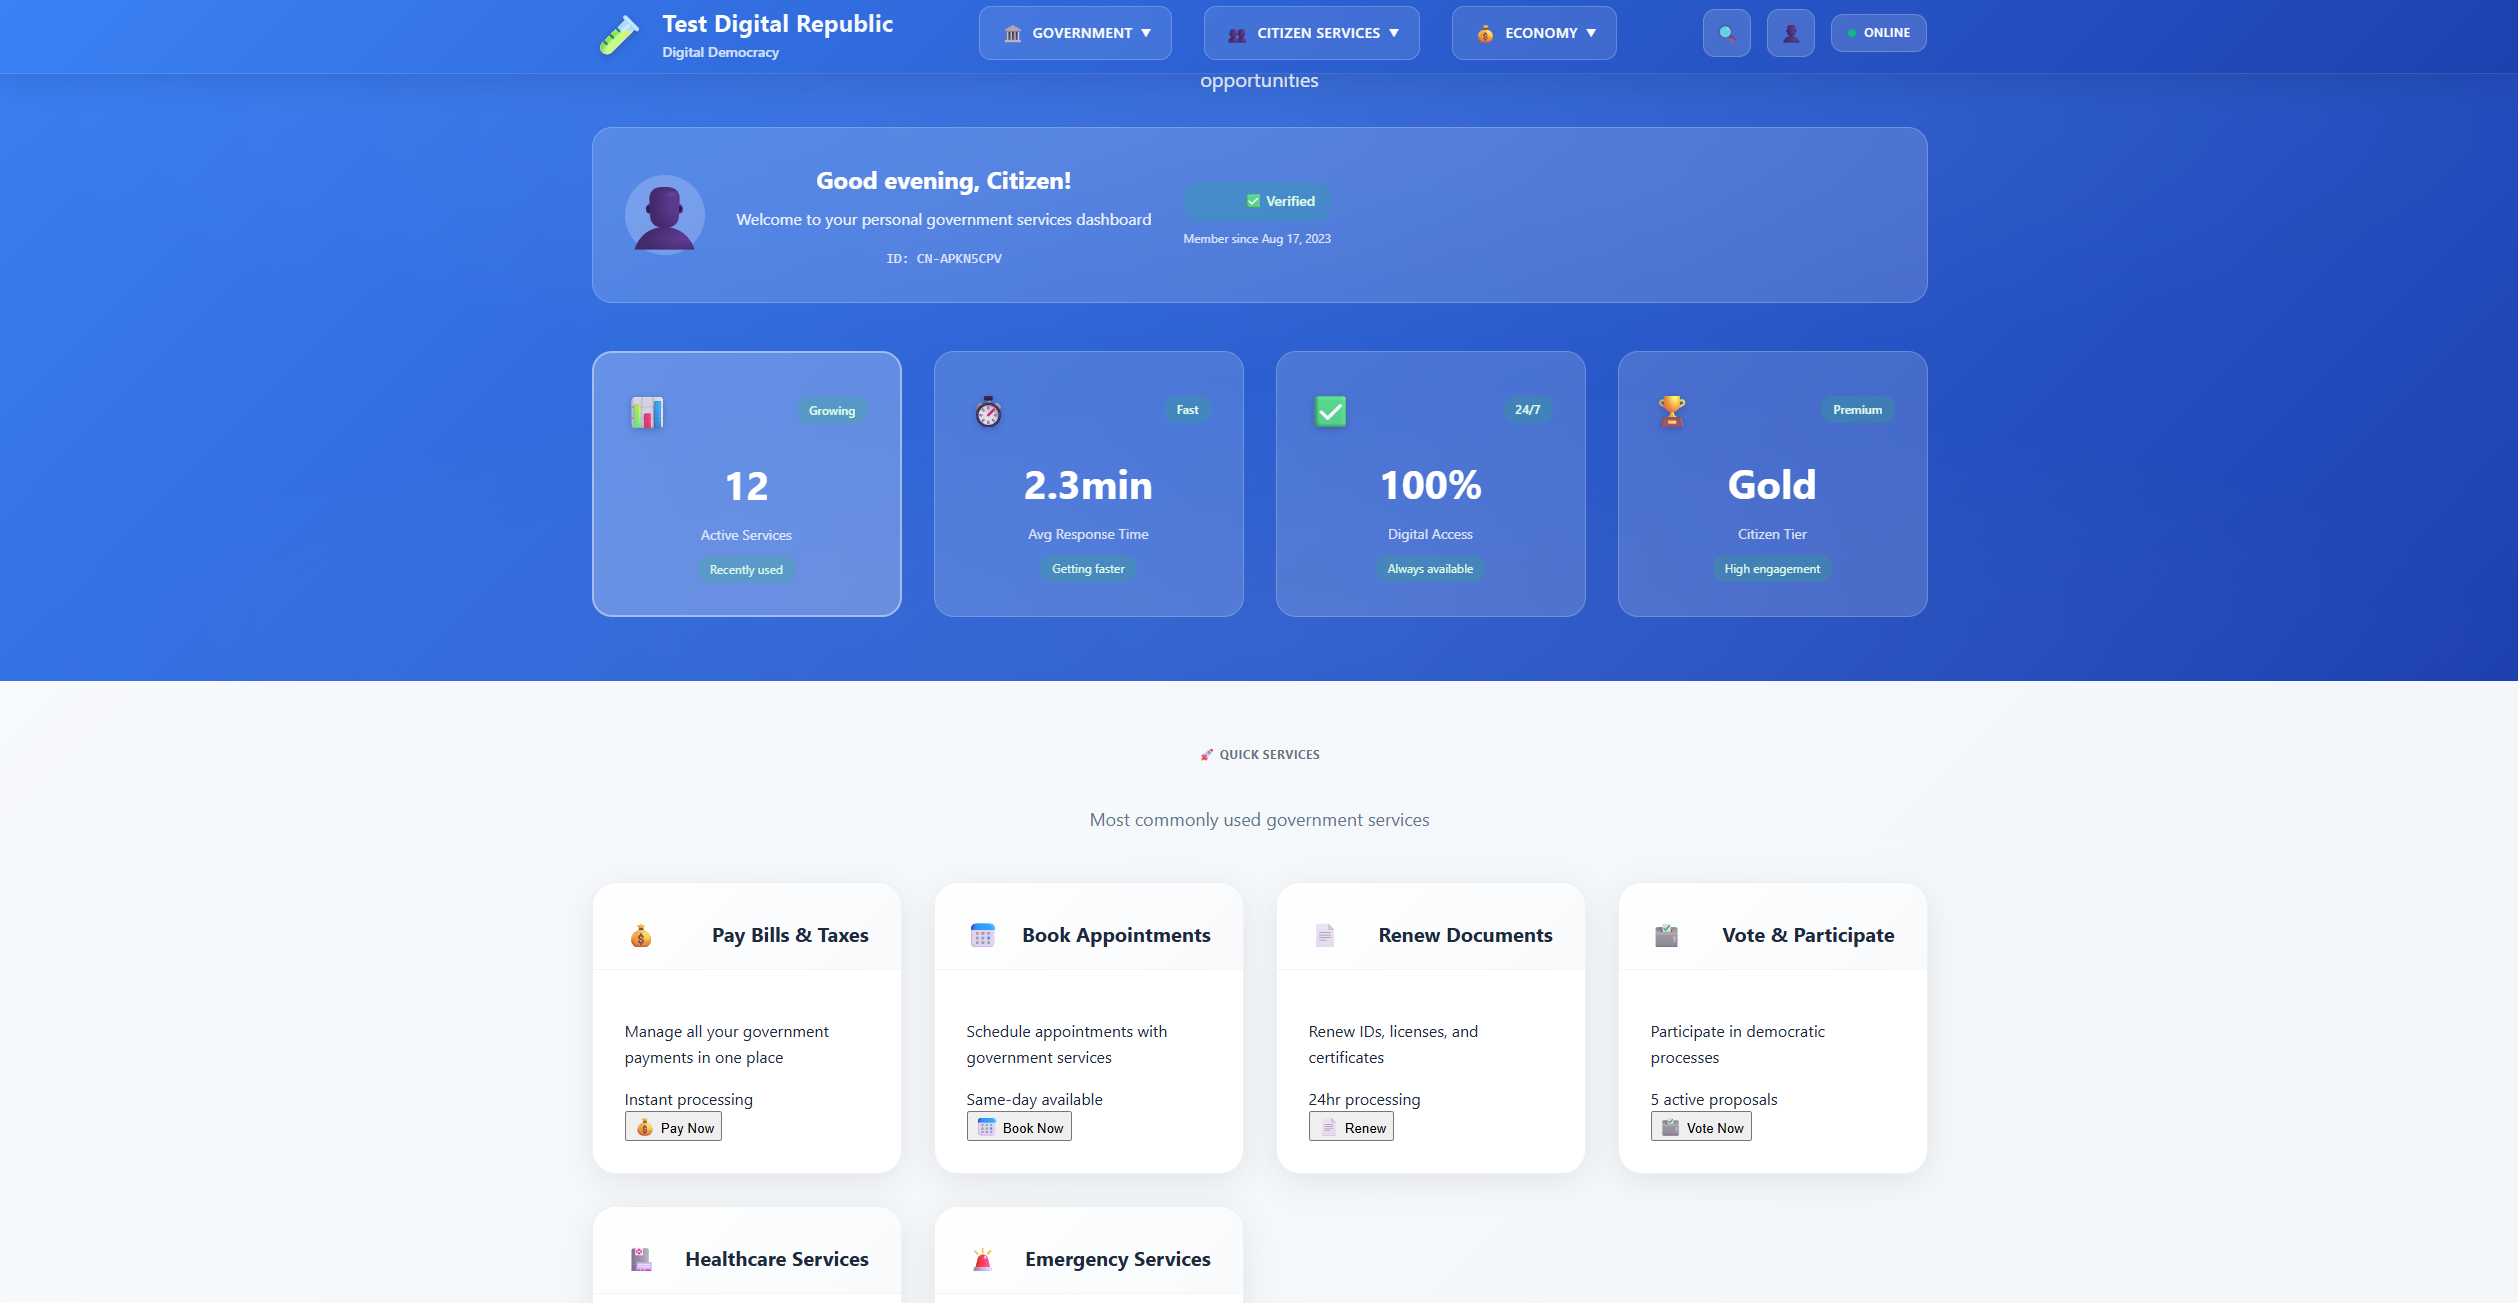 Test Digital Republic
Digital Democracy
GOVERNMENT ▼
CITIZEN SERVICES ▼
ECONOMY ▼
ONLINE
opportunities
Good evening, Citizen!
Welcome to your personal government services dashboard
ID: CN-APKN5CPV
Verified
Member since Aug 17, 2023
Growing
12
Active Services
Recently used
Fast
2.3min
Avg Response Time
Getting faster
24/7
100%
Digital Access
Always available
Premium
Gold
Citizen Tier
High engagement
QUICK SERVICES
Most commonly used government services
Pay Bills & Taxes
Manage all your government
payments in one place
Instant processing
Pay Now
Book Appointments
Schedule appointments with
government services
Same-day available
Book Now
Renew Documents
Renew IDs, licenses, and
certificates
24hr processing
Renew
Vote & Participate
Participate in democratic
processes
5 active proposals
Vote Now
Healthcare Services
Emergency Services